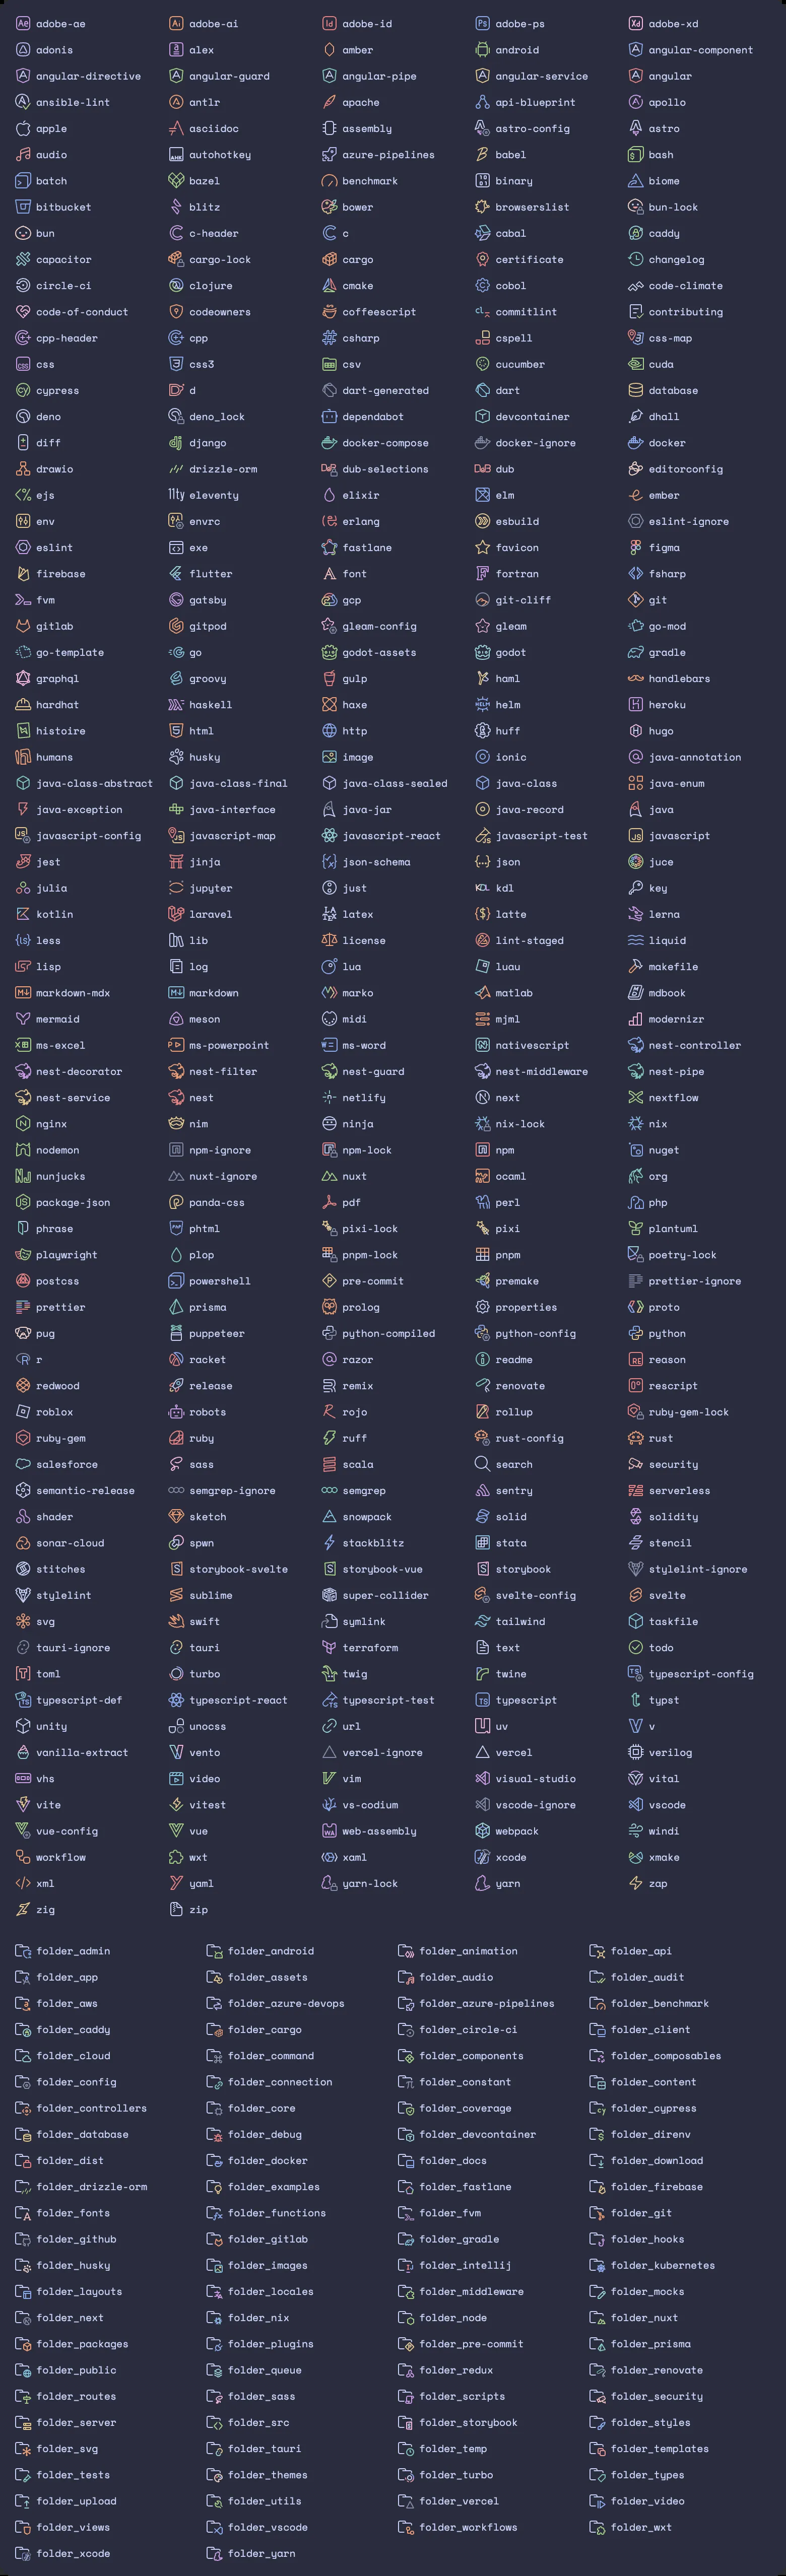 adobe-ae adobe-ai adobe-id adobe-ps adobe-xd
adonis alex amber android angular-component
angular-directive angular-guard angular-pipe angular-service angular
ansible-lint antlr apache api-blueprint apollo
apple asciidoc assembly astro-config astro
audio autohotkey azure-pipelines babel bash
batch bazel benchmark binary biome
bitbucket blitz bower browserslist bun-lock
bun c-header c cabal caddy
capacitor cargo-lock cargo certificate changelog
circle-ci clojure cmake cobol code-climate
code-of-conduct codeowners coffeescript commitlint contributing
cpp-header cpp csharp cspell css-map
css css3 csv cucumber cuda
cypress d dart-generated dart database
deno deno_lock dependabot devcontainer dhall
diff django docker-compose docker-ignore docker
drawio drizzle-orm dub-selections dub editorconfig
ejs eleventy elixir elm ember
env envrc erlang esbuild eslint-ignore
eslint exe fastlane favicon figma
firebase flutter font fortran fsharp
fvm gatsby gcp git-cliff git
gitlab gitpod gleam-config gleam go-mod
go-template go godot-assets godot gradle
graphql groovy gulp haml handlebars
hardhat haskell haxe helm heroku
histoire html http huff hugo
humans husky image ionic java-annotation
java-class-abstract java-class-final java-class-sealed java-class java-enum
java-exception java-interface java-jar java-record java
javascript-config javascript-map javascript-react javascript-test javascript
jest jinja json-schema json juce
julia jupyter just kdl key
kotlin laravel latex latte lerna
less lib license lint-staged liquid
lisp log lua luau makefile
markdown-mdx markdown marko matlab mdbook
mermaid meson midi mjml modernizr
ms-excel ms-powerpoint ms-word nativescript nest-controller
nest-decorator nest-filter nest-guard nest-middleware nest-pipe
nest-service nest netlify next nextflow
nginx nim ninja nix-lock nix
nodemon npm-ignore npm-lock npm nuget
nunjucks nuxt-ignore nuxt ocaml org
package-json panda-css pdf perl php
phrase phtml pixi-lock pixi plantuml
playwright plop pnpm-lock pnpm poetry-lock
postcss powershell pre-commit premake prettier-ignore
prettier prisma prolog properties proto
pug puppeteer python-compiled python-config python
r racket razor readme reason
redwood release remix renovate rescript
roblox robots rojo rollup ruby-gem-lock
ruby-gem ruby ruff rust-config rust
salesforce sass scala search security
semantic-release semgrep-ignore semgrep sentry serverless
shader sketch snowpack solid solidity
sonar-cloud spwn stackblitz stata stencil
stitches storybook-svelte storybook-vue storybook stylelint-ignore
stylelint sublime super-collider svelte-config svelte
svg swift symlink tailwind taskfile
tauri-ignore tauri terraform text todo
toml turbo twig twine typescript-config
typescript-def typescript-react typescript-test typescript typst
unity unocss url uv v
vanilla-extract vento vercel-ignore vercel verilog
vhs video vim visual-studio vital
vite vitest vs-codium vscode-ignore vscode
vue-config vue web-assembly webpack windi
workflow wxt xaml xcode xmake
xml yaml yarn-lock yarn zap
zig zip
folder_admin folder_android folder_animation folder_api
folder_app folder_assets folder_audio folder_audit
folder_aws folder_azure-devops folder_azure-pipelines folder_benchmark
folder_caddy folder_cargo folder_circle-ci folder_client
folder_cloud folder_command folder_components folder_composables
folder_config folder_connection folder_constant folder_content
folder_controllers folder_core folder_coverage folder_cypress
folder_database folder_debug folder_devcontainer folder_direnv
folder_dist folder_docker folder_docs folder_download
folder_drizzle-orm folder_examples folder_fastlane folder_firebase
folder_fonts folder_functions folder_fvm folder_git
folder_github folder_gitlab folder_gradle folder_hooks
folder_husky folder_images folder_intellij folder_kubernetes
folder_layouts folder_locales folder_middleware folder_mocks
folder_next folder_nix folder_node folder_nuxt
folder_packages folder_plugins folder_pre-commit folder_prisma
folder_public folder_queue folder_redux folder_renovate
folder_routes folder_sass folder_scripts folder_security
folder_server folder_src folder_storybook folder_styles
folder_svg folder_tauri folder_temp folder_templates
folder_tests folder_themes folder_turbo folder_types
folder_upload folder_utils folder_vercel folder_video
folder_views folder_vscode folder_workflows folder_wxt
folder_xcode folder_yarn